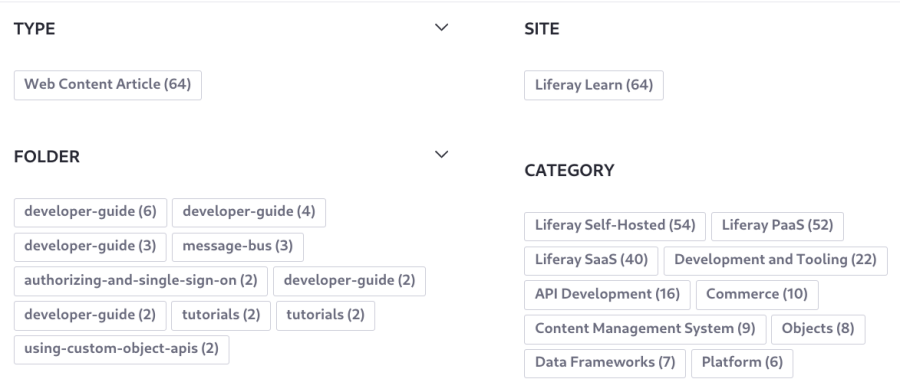 TYPE
Web Content Article (64)
FOLDER
developer-guide (6) developer-guide (4)
developer-guide (3) message-bus (3)
authorizing-and-single-sign-on (2) developer-guide (2)
developer-guide (2) tutorials (2) tutorials (2)
using-custom-object-apis (2)
SITE
Liferay Learn (64)
CATEGORY
Liferay Self-Hosted (54) Liferay PaaS (52)
Liferay SaaS (40) Development and Tooling (22)
API Development (16) Commerce (10)
Content Management System (9) Objects (8)
Data Frameworks (7) Platform (6)